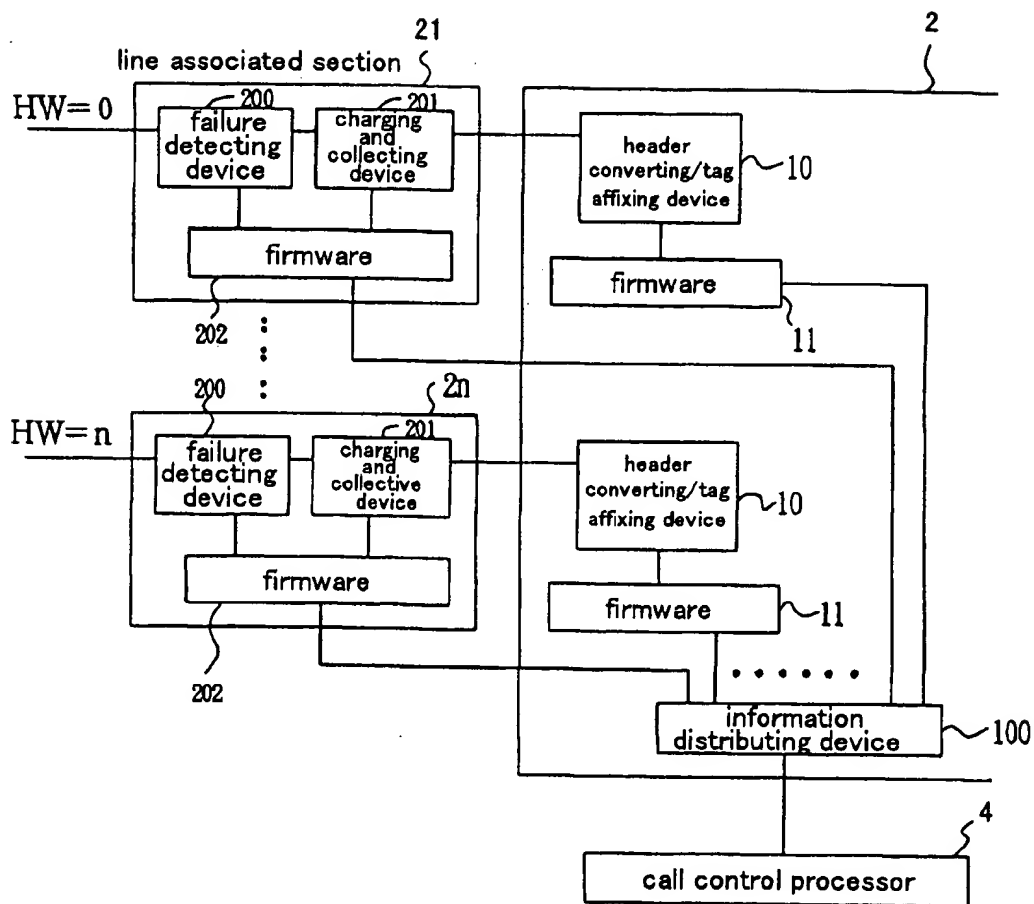 21
2
line associated section
HW=0
200
201
failure
detecting
device
charging
and
collecting
device
header
converting/tag
affixing device
10
firmware
firmware
202
11
200
2n
HW=n
201
failure
detecting
device
charging
and
collective
device
header
converting/tag
affixing device
10
firmware
firmware
11
202
information
distributing device
100
4
call control processor